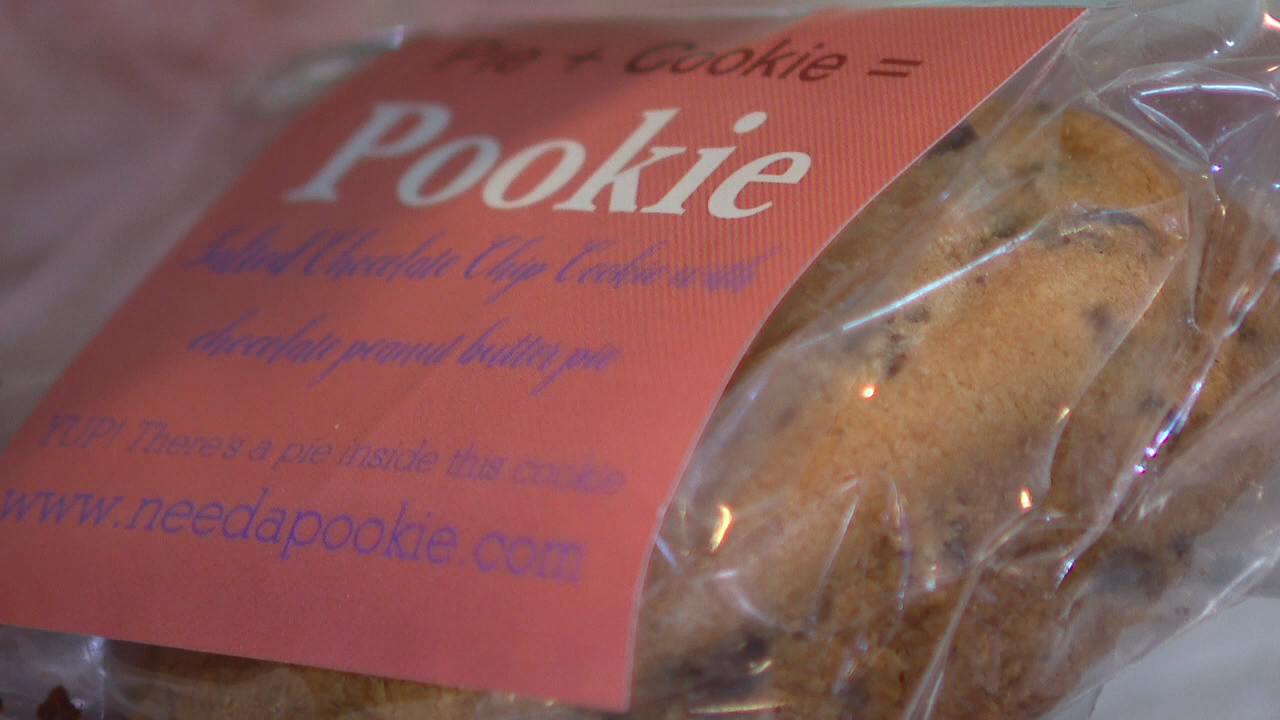 Pie + Cookie =
Pookie
Salted Chocolate Chip Cookie with
chocolate peanut butter pie
YUP! There's a pie inside this cookie
www.needapookie.com